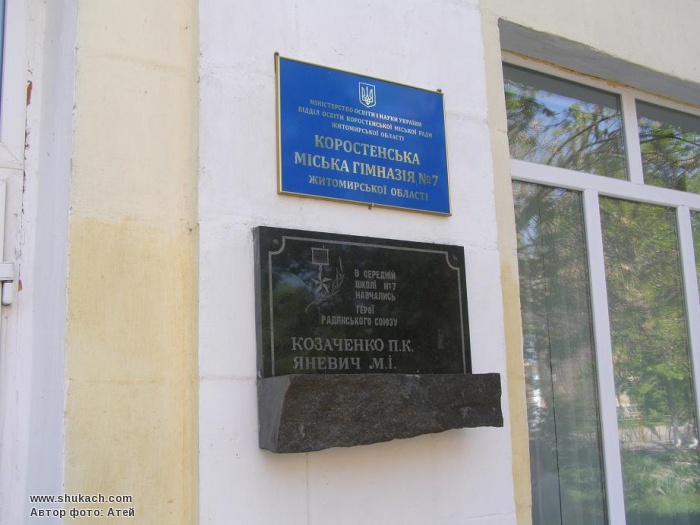 МІНІСТЕРСТВО ОСВІТИ І НАУКИ УКРАЇНИ
ВІДДІЛ ОСВІТИ КОРОСТЕНСЬКОЇ МІСЬКОЇ РАДИ
ЖИТОМИРСЬКОЇ ОБЛАСТІ
КОРОСТЕНСЬКА
МІСЬКА ГІМНАЗІЯ №7
ЖИТОМИРСЬКОЇ ОБЛАСТІ
В СЕРЕДНІЙ
ШКОЛІ №7
НАВЧАЛИСЬ
ГЕРОЇ
РАДЯНСЬКОГО СОЮЗУ
КОЗАЧЕНКО П.К.
ЯНЕВИЧ М.І.
www.shukach.com
Автор фото: Атей